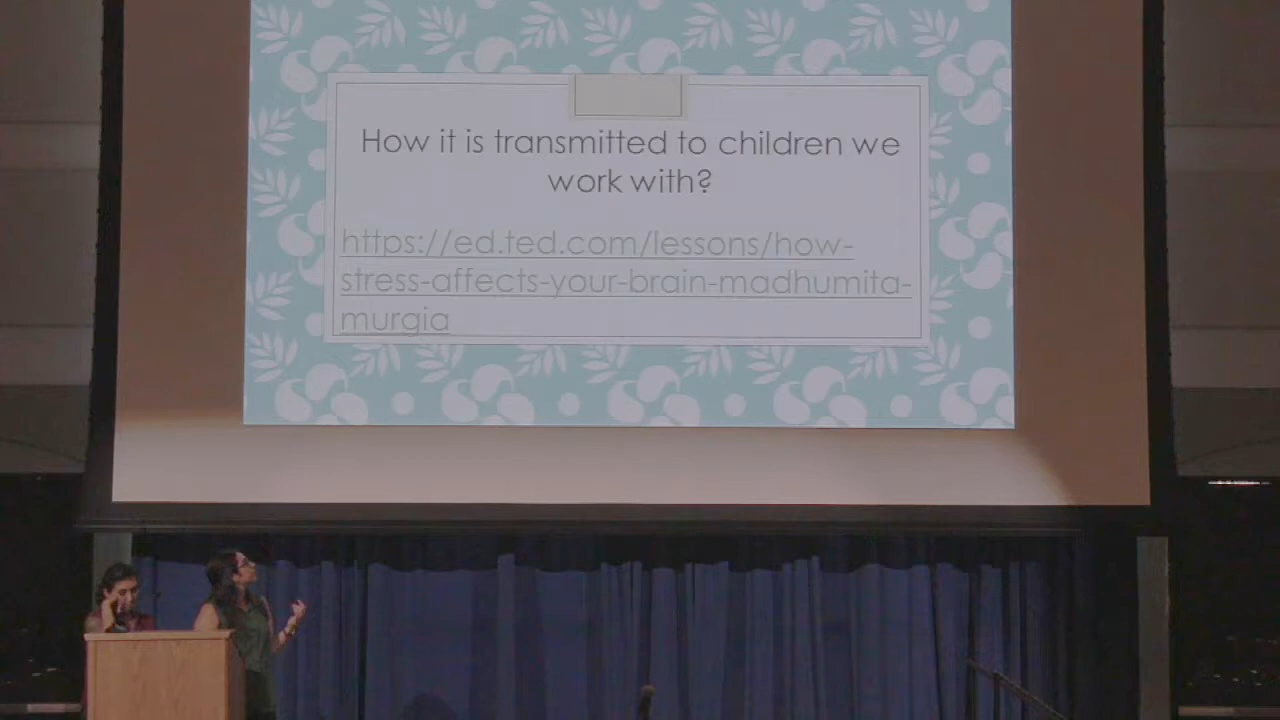 How it is transmitted to children we
work with?
https://ed.ted.com/lessons/how-
stress-affects-your-brain-madhumita-
murgia